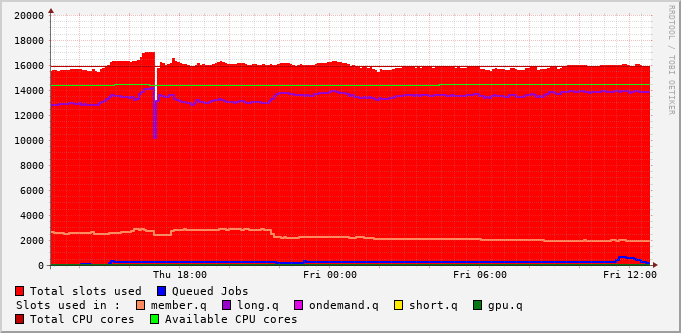 RRDTOOL / TOBI OETIKER
20000
18000
16000
14000
12000
10000
8000
6000
4000
2000
0
Thu 18:00 Fri 00:00 Fri 06:00 Fri 12:00
Total slots used Queued Jobs
Slots used in : member.q long.q ondemand.q short.q gpu.q
Total CPU cores Available CPU cores